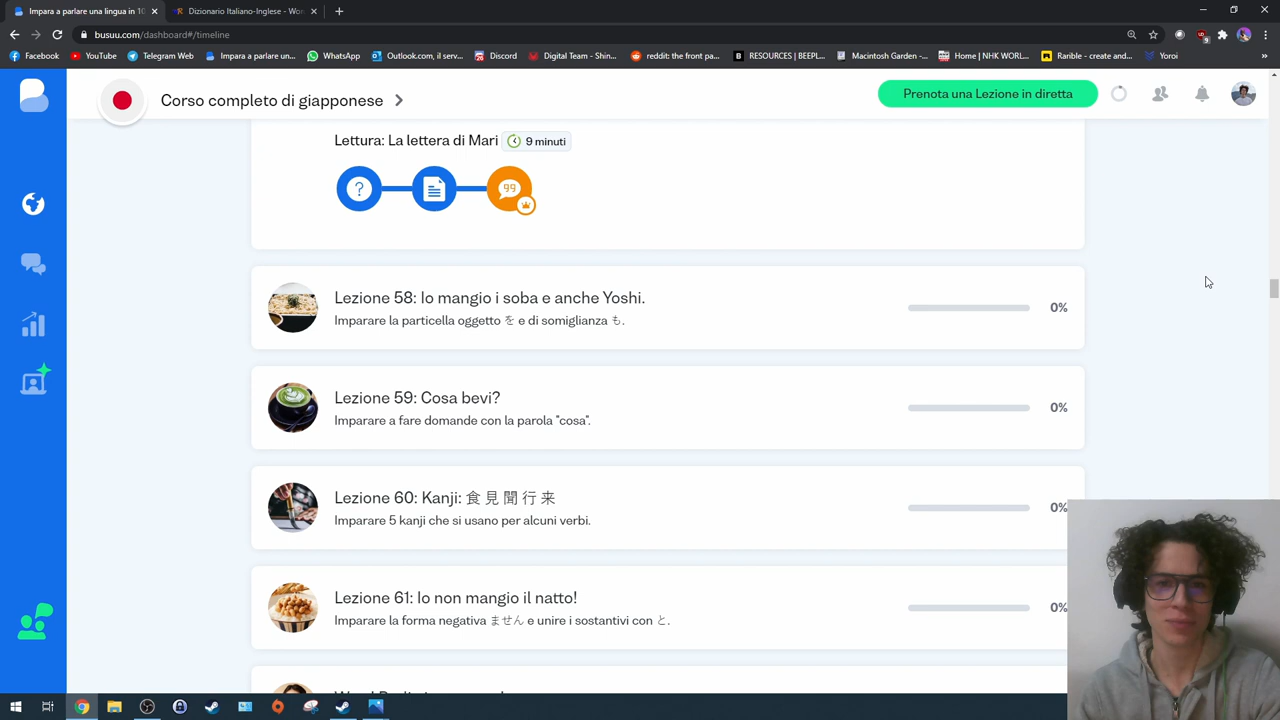 Impara a parlare una lingua in 10
Dizionario Italiano-Inglese - Wor
busuu.com/dashboard#/timeline
Facebook
YouTube
Telegram Web
Impara a parlare un...
WhatsApp
Outlook.com, il serv...
Discord
Digital Team - Shin...
reddit: the front pa...
RESOURCES | BEEPL...
Macintosh Garden -...
Home | NHK WORL...
Rarible - create and...
Yoroi
Corso completo di giapponese
Prenota una Lezione in diretta
Lettura: La lettera di Mari
9 minuti
Lezione 58: Io mangio i soba e anche Yoshi.
Imparare la particella oggetto を e di somiglianza も.
0%
Lezione 59: Cosa bevi?
Imparare a fare domande con la parola "cosa".
0%
Lezione 60: Kanji: 食 見 聞 行 来
Imparare 5 kanji che si usano per alcuni verbi.
0%
Lezione 61: Io non mangio il natto!
Imparare la forma negativa ません e unire i sostantivi con と.
0%